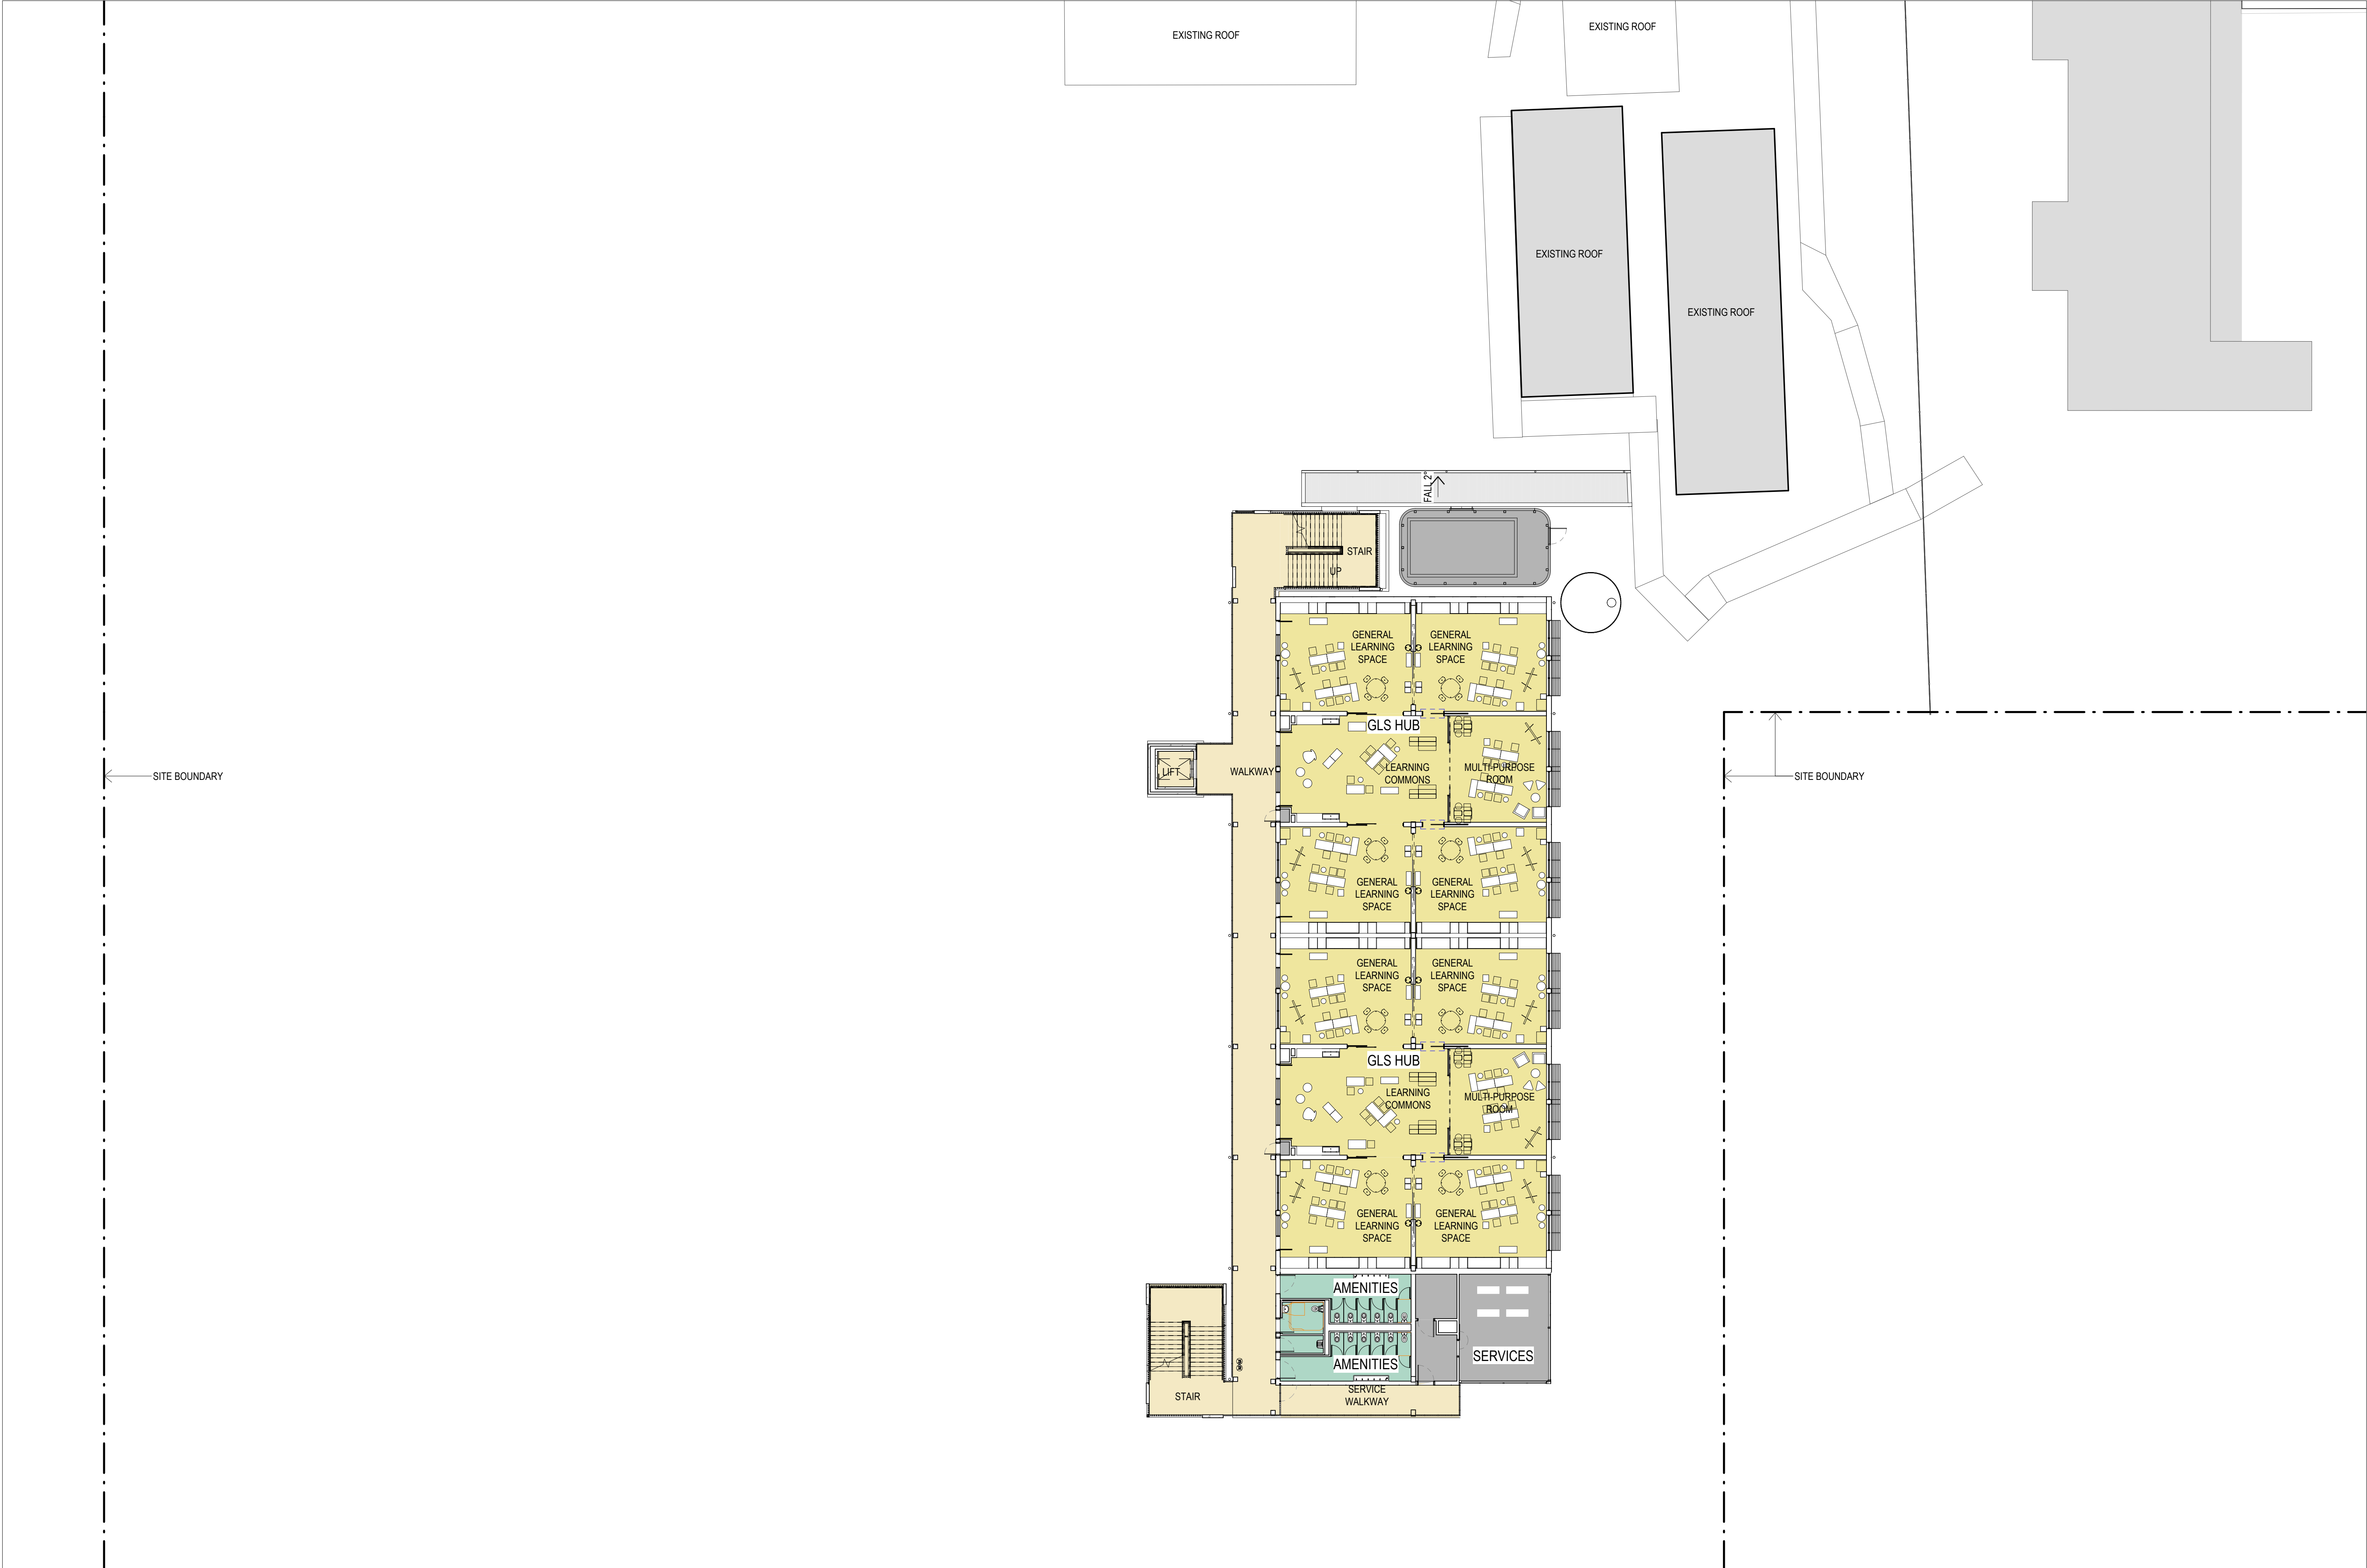 EXISTING ROOF
EXISTING ROOF
EXISTING ROOF
EXISTING ROOF
FALL 2°
STAIR
UP
GENERAL
LEARNING
SPACE
GENERAL
LEARNING
SPACE
GLS HUB
LIFT
WALKWAY
LEARNING
COMMONS
MULTI-PURPOSE
ROOM
SITE BOUNDARY
SITE BOUNDARY
GENERAL
LEARNING
SPACE
GENERAL
LEARNING
SPACE
GENERAL
LEARNING
SPACE
GENERAL
LEARNING
SPACE
GLS HUB
LEARNING
COMMONS
MULTI-PURPOSE
ROOM
GENERAL
LEARNING
SPACE
GENERAL
LEARNING
SPACE
AMENITIES
AMENITIES
SERVICES
STAIR
SERVICE
WALKWAY